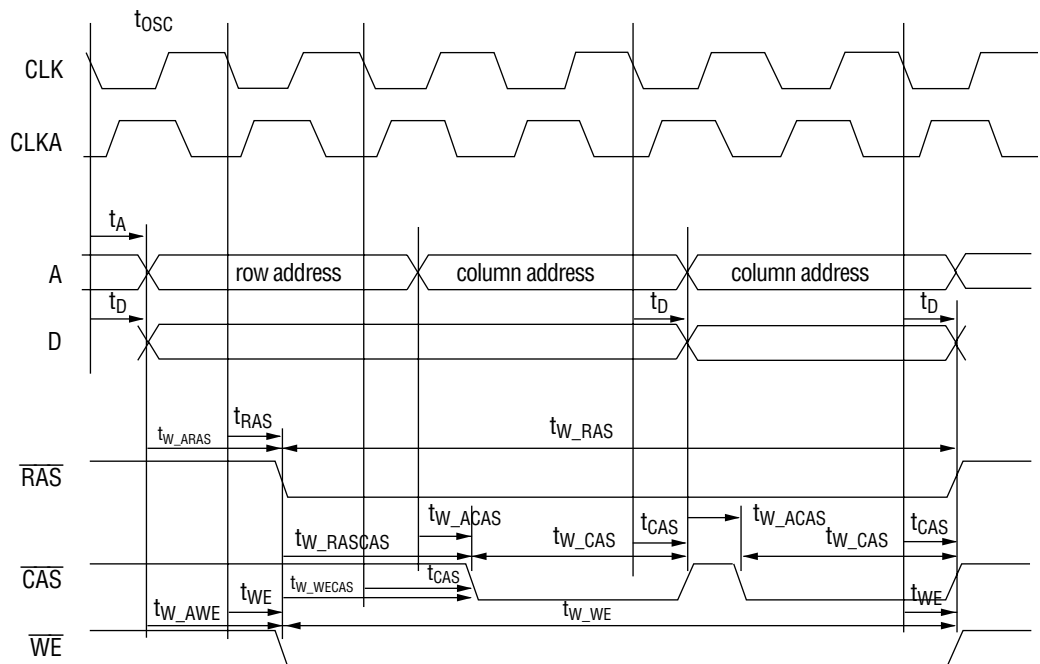 tOSC
CLK
CLKA
tA
A row address column address column address
tD tD tD
D
tRAS
tW_ARAS tW_RAS
RAS
tW_ACAS tCAS tW_ACAS tCAS
tW_RASCAS tW_CAS tW_CAS
CAS tWE tW_WECAS tCAS tWE
tW_AWE tW_WE
WE